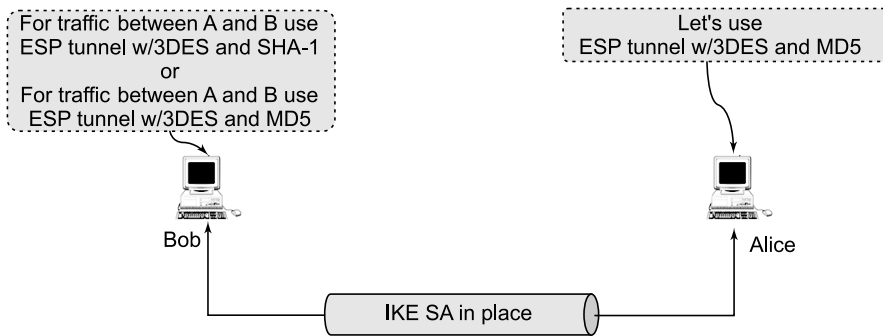 For traffic between A and B use
ESP tunnel w/3DES and SHA-1
or
For traffic between A and B use
ESP tunnel w/3DES and MD5
Let's use
ESP tunnel w/3DES and MD5
Bob
Alice
IKE SA in place